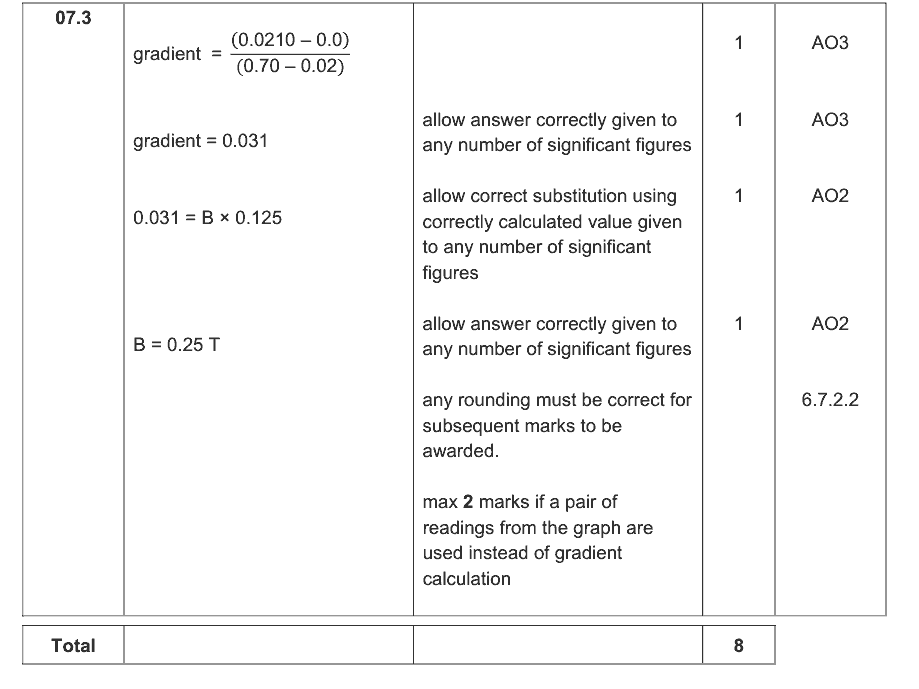 07.3
gradient = (0.0210 – 0.0)
(0.70 – 0.02)
1
AO3
gradient = 0.031
allow answer correctly given to
any number of significant figures
1
AO3
0.031 = B × 0.125
allow correct substitution using
correctly calculated value given
to any number of significant
figures
1
AO2
B = 0.25 T
allow answer correctly given to
any number of significant figures
1
AO2
any rounding must be correct for
subsequent marks to be
awarded.
6.7.2.2
max 2 marks if a pair of
readings from the graph are
used instead of gradient
calculation
Total
8